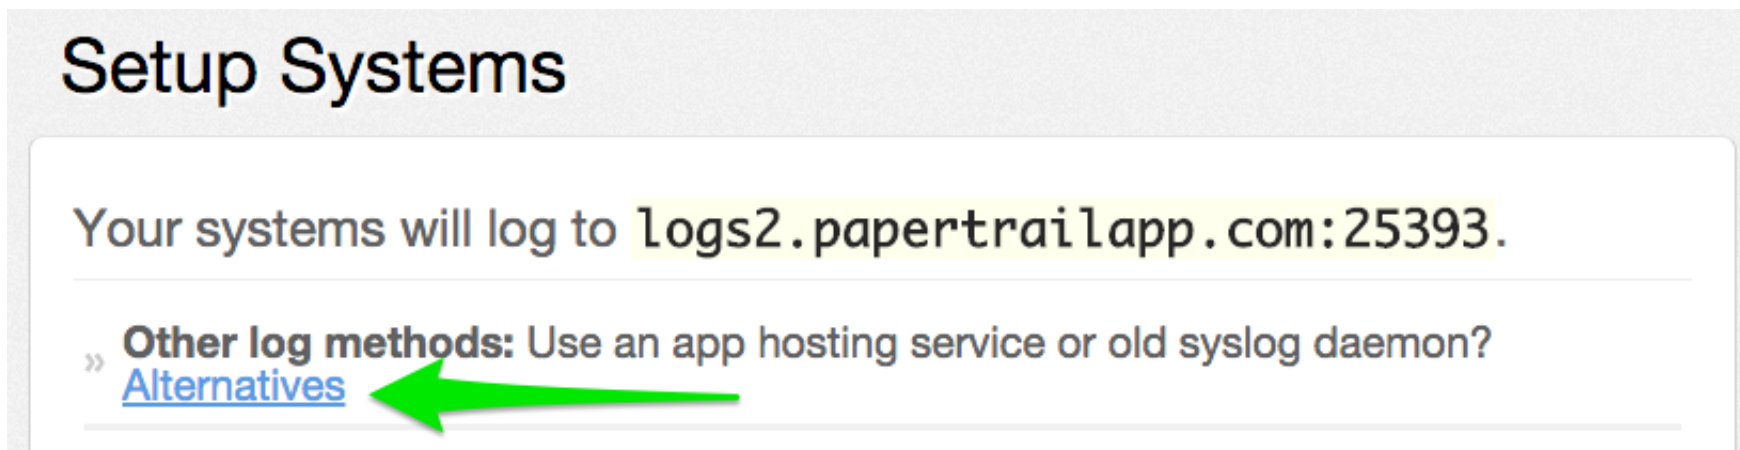 Setup Systems
Your systems will log to logs2.papertrailapp.com:25393.
» Other log methods: Use an app hosting service or old syslog daemon?
Alternatives